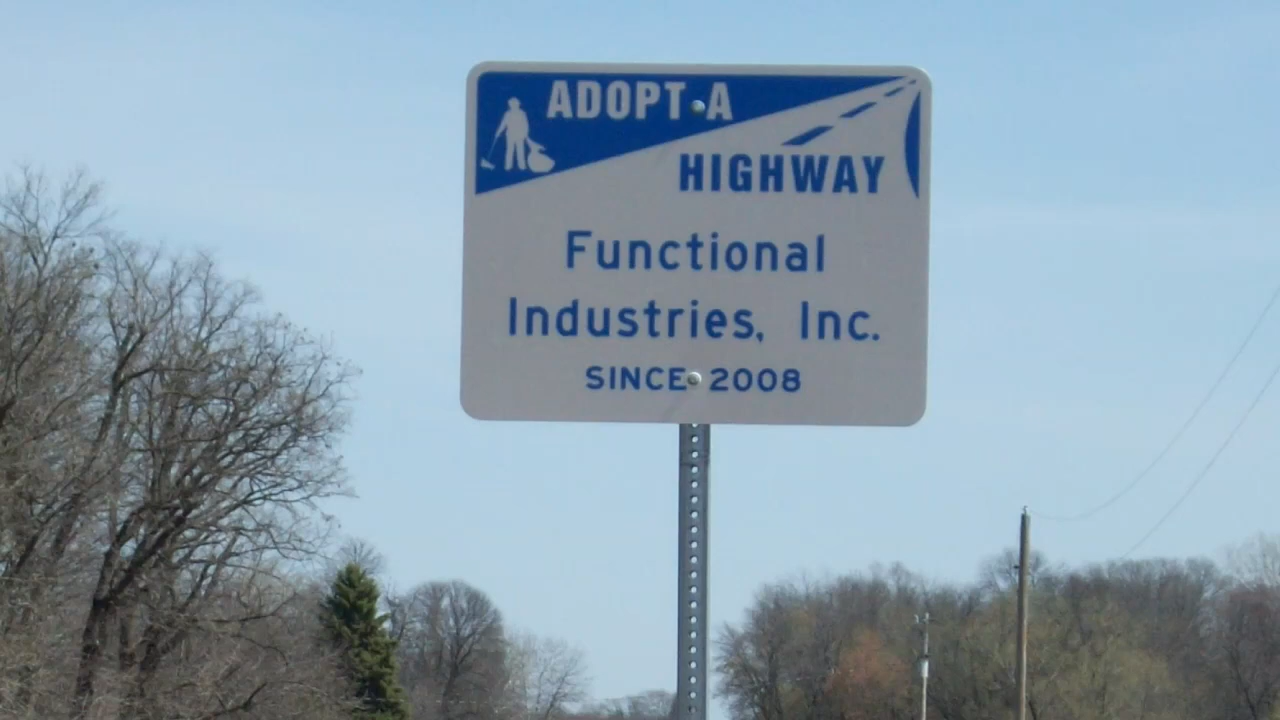 ADOPT-A
HIGHWAY
Functional
Industries, Inc.
SINCE 2008